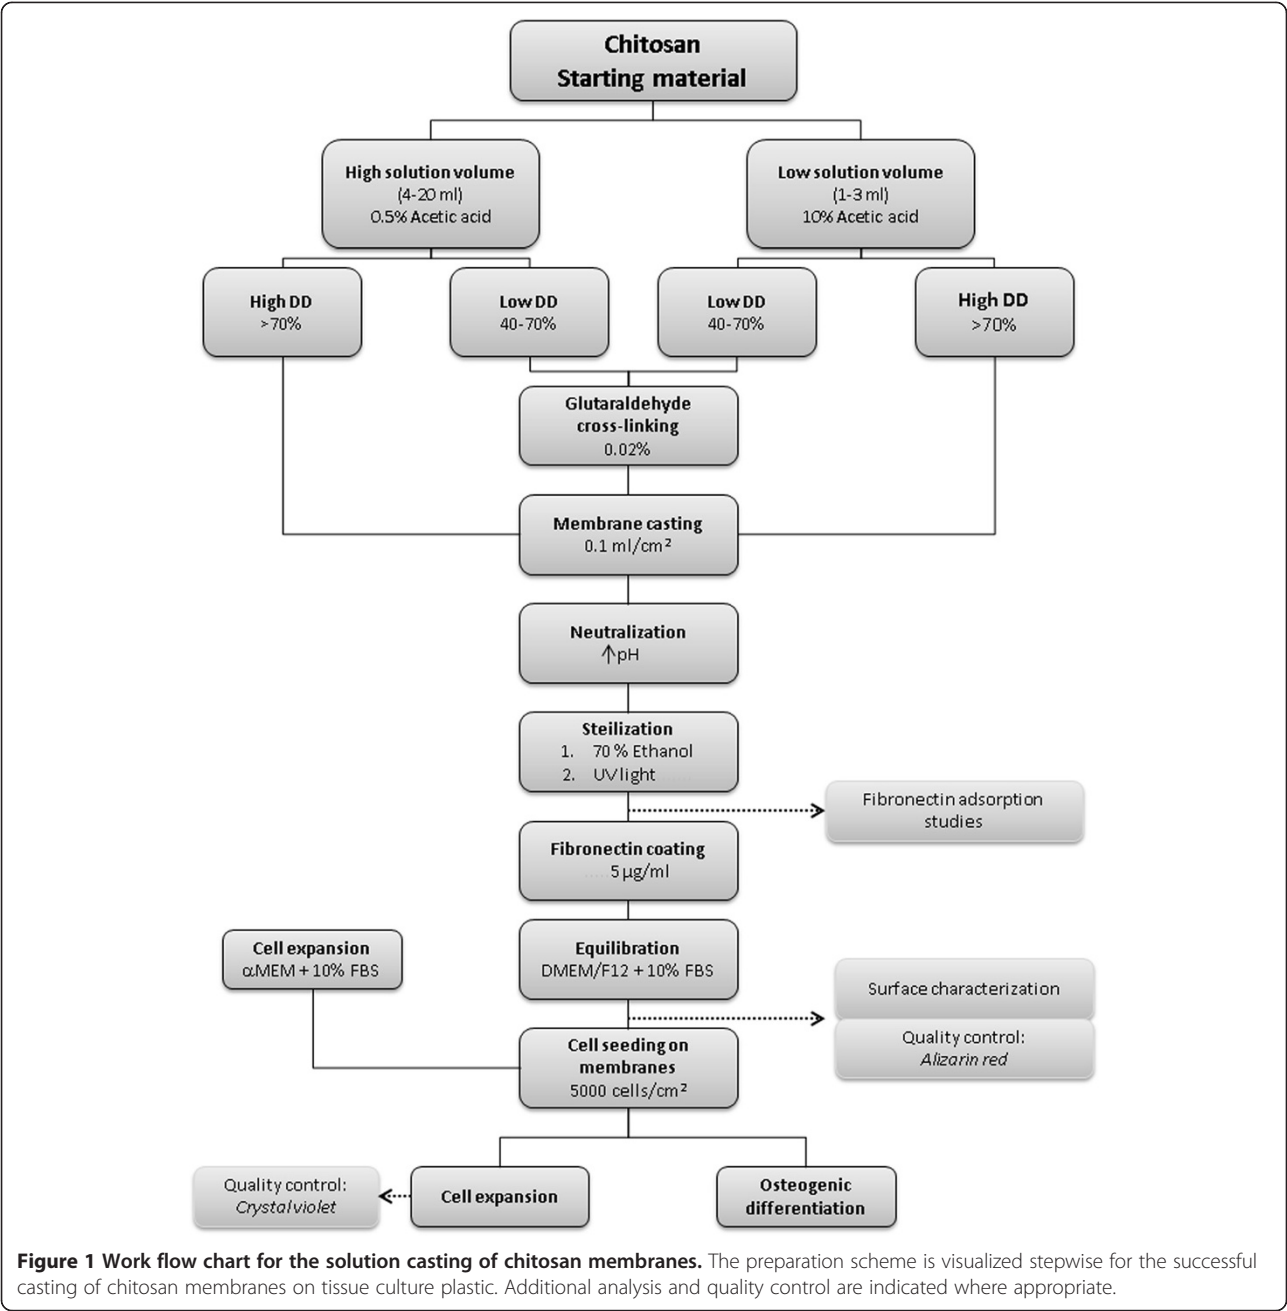 Chitosan
Starting material
High solution volume
(4-20 ml)
0.5% Acetic acid
Low solution volume
(1-3 ml)
10% Acetic acid
High DD
>70%
Low DD
40-70%
Low DD
40-70%
High DD
>70%
Glutaraldehyde
cross-linking
0.02%
Membrane casting
0.1 ml/cm²
Neutralization
↑pH
Steilization
1. 70 % Ethanol
2. UV light
Fibronectin adsorption
studies
Fibronectin coating
5 µg/ml
Cell expansion
αMEM + 10% FBS
Equilibration
DMEM/F12 + 10% FBS
Surface characterization
Quality control:
Alizarin red
Cell seeding on
membranes
5000 cells/cm²
Quality control:
Crystal violet
Cell expansion
Osteogenic
differentiation
Figure 1 Work flow chart for the solution casting of chitosan membranes. The preparation scheme is visualized stepwise for the successful
casting of chitosan membranes on tissue culture plastic. Additional analysis and quality control are indicated where appropriate.